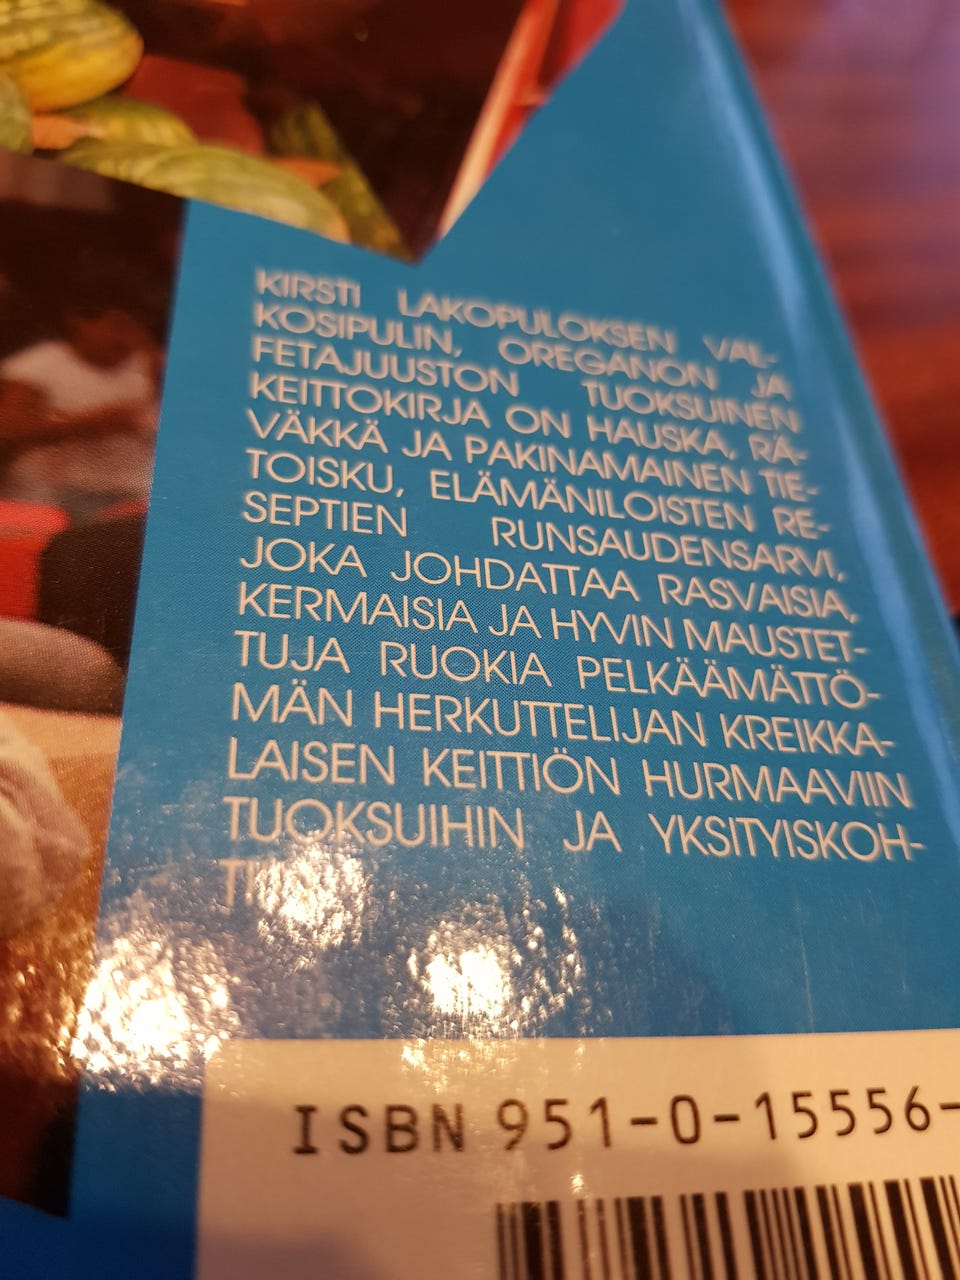 KIRSTI LAKOPULOKSEN VAL-
KOSIPULIN, OREGANON JA
FETAJUUSTON TUOKSUINEN
KEITTOKIRJA ON HAUSKA, RÄ-
VÄKKÄ JA PAKINAMAINEN TIE-
TOISKU, ELÄMÄNILOISTEN RE-
SEPTIEN RUNSAUDENSARVI,
JOKA JOHDATTAA RASVAISIA,
KERMAISIA JA HYVIN MAUSTET-
TUJA RUOKIA PELKÄÄMÄTTÖ-
MÄN HERKUTTELIJAN KREIKKA-
LAISEN KEITTIÖN HURMAAVIIN
TUOKSUIHIN JA YKSITYISKOH-
ISBN 951-0-15556-